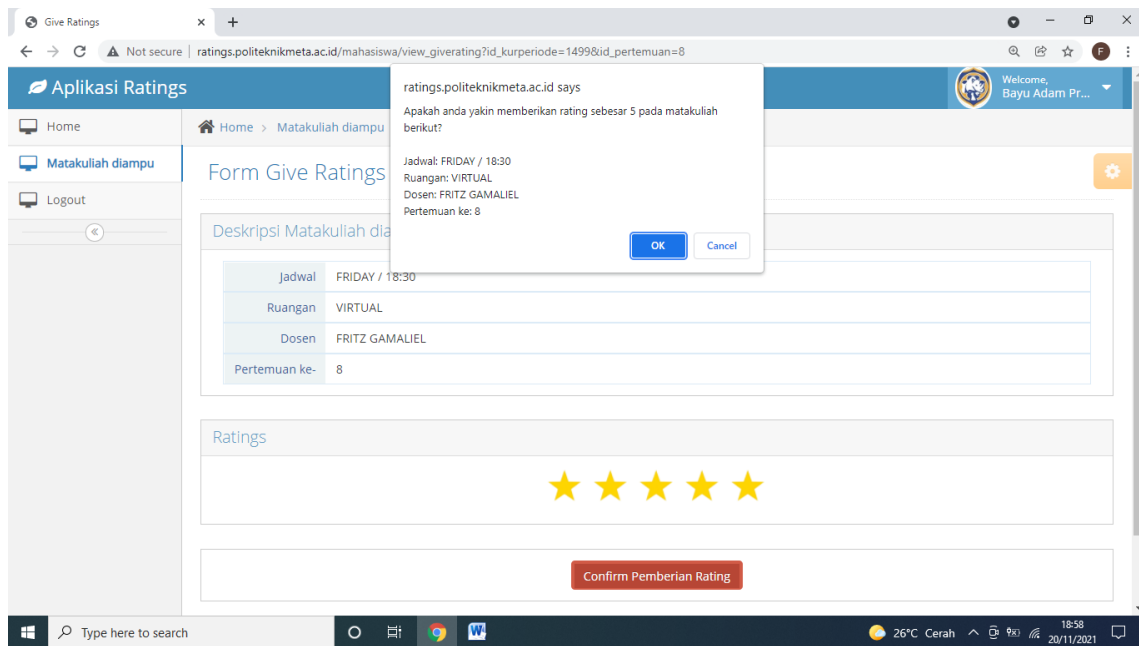 Give Ratings
Not secure | ratings.politeknikmeta.ac.id/mahasiswa/view_giverating?id_kurperiode=1499&id_pertemuan=8
F
Aplikasi Ratings
Welcome,
Bayu Adam Pr...
ratings.politeknikmeta.ac.id says
Apakah anda yakin memberikan rating sebesar 5 pada matakuliah
berikut?
Jadwal: FRIDAY / 18:30
Ruangan: VIRTUAL
Dosen: FRITZ GAMALIEL
Pertemuan ke: 8
OK Cancel
Home
Matakuliah diampu
Logout
Home > Matakuliah diampu
Form Give Ratings
Deskripsi Matakuliah dia
Jadwal FRIDAY / 18:30
Ruangan VIRTUAL
Dosen FRITZ GAMALIEL
Pertemuan ke- 8
Ratings
Confirm Pemberian Rating
Type here to search
W
26°C Cerah
18:58
20/11/2021